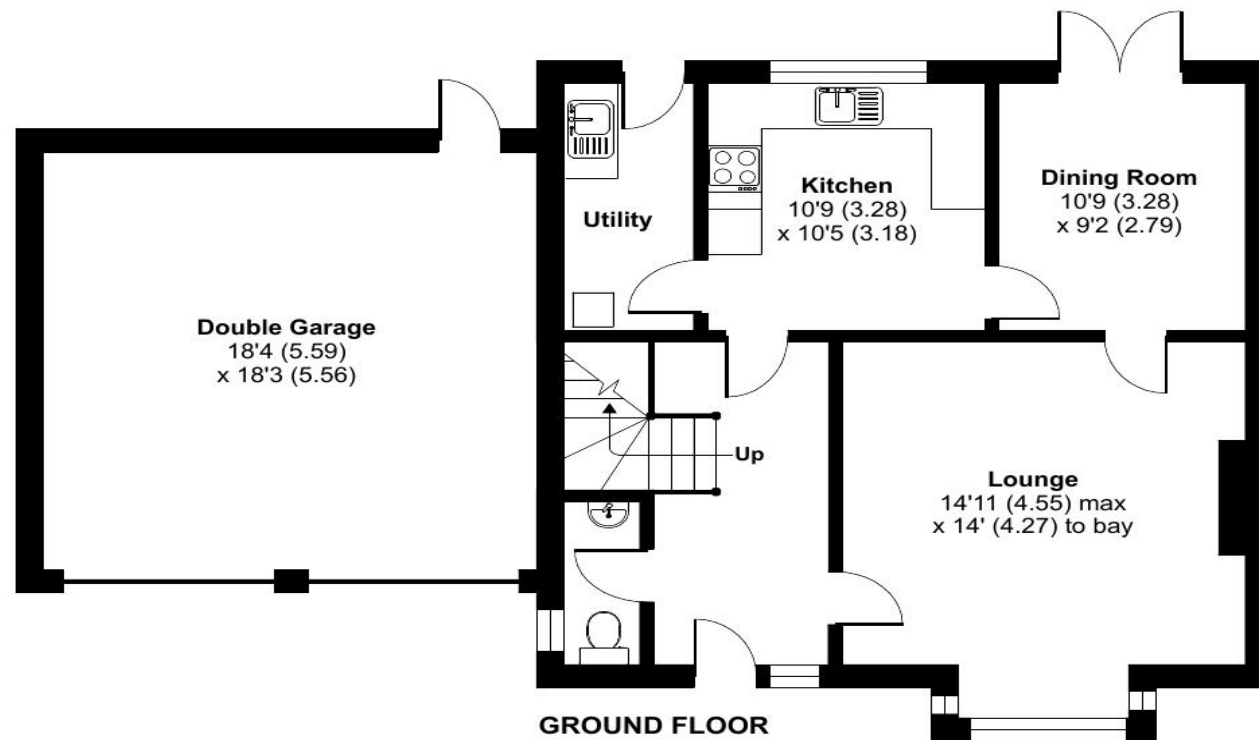 Kitchen
10'9 (3.28)
x 10'5 (3.18)
Dining Room
10'9 (3.28)
x 9'2 (2.79)
Utility
Double Garage
18'4 (5.59)
x 18'3 (5.56)
Up
Lounge
14'11 (4.55) max
x 14' (4.27) to bay
GROUND FLOOR